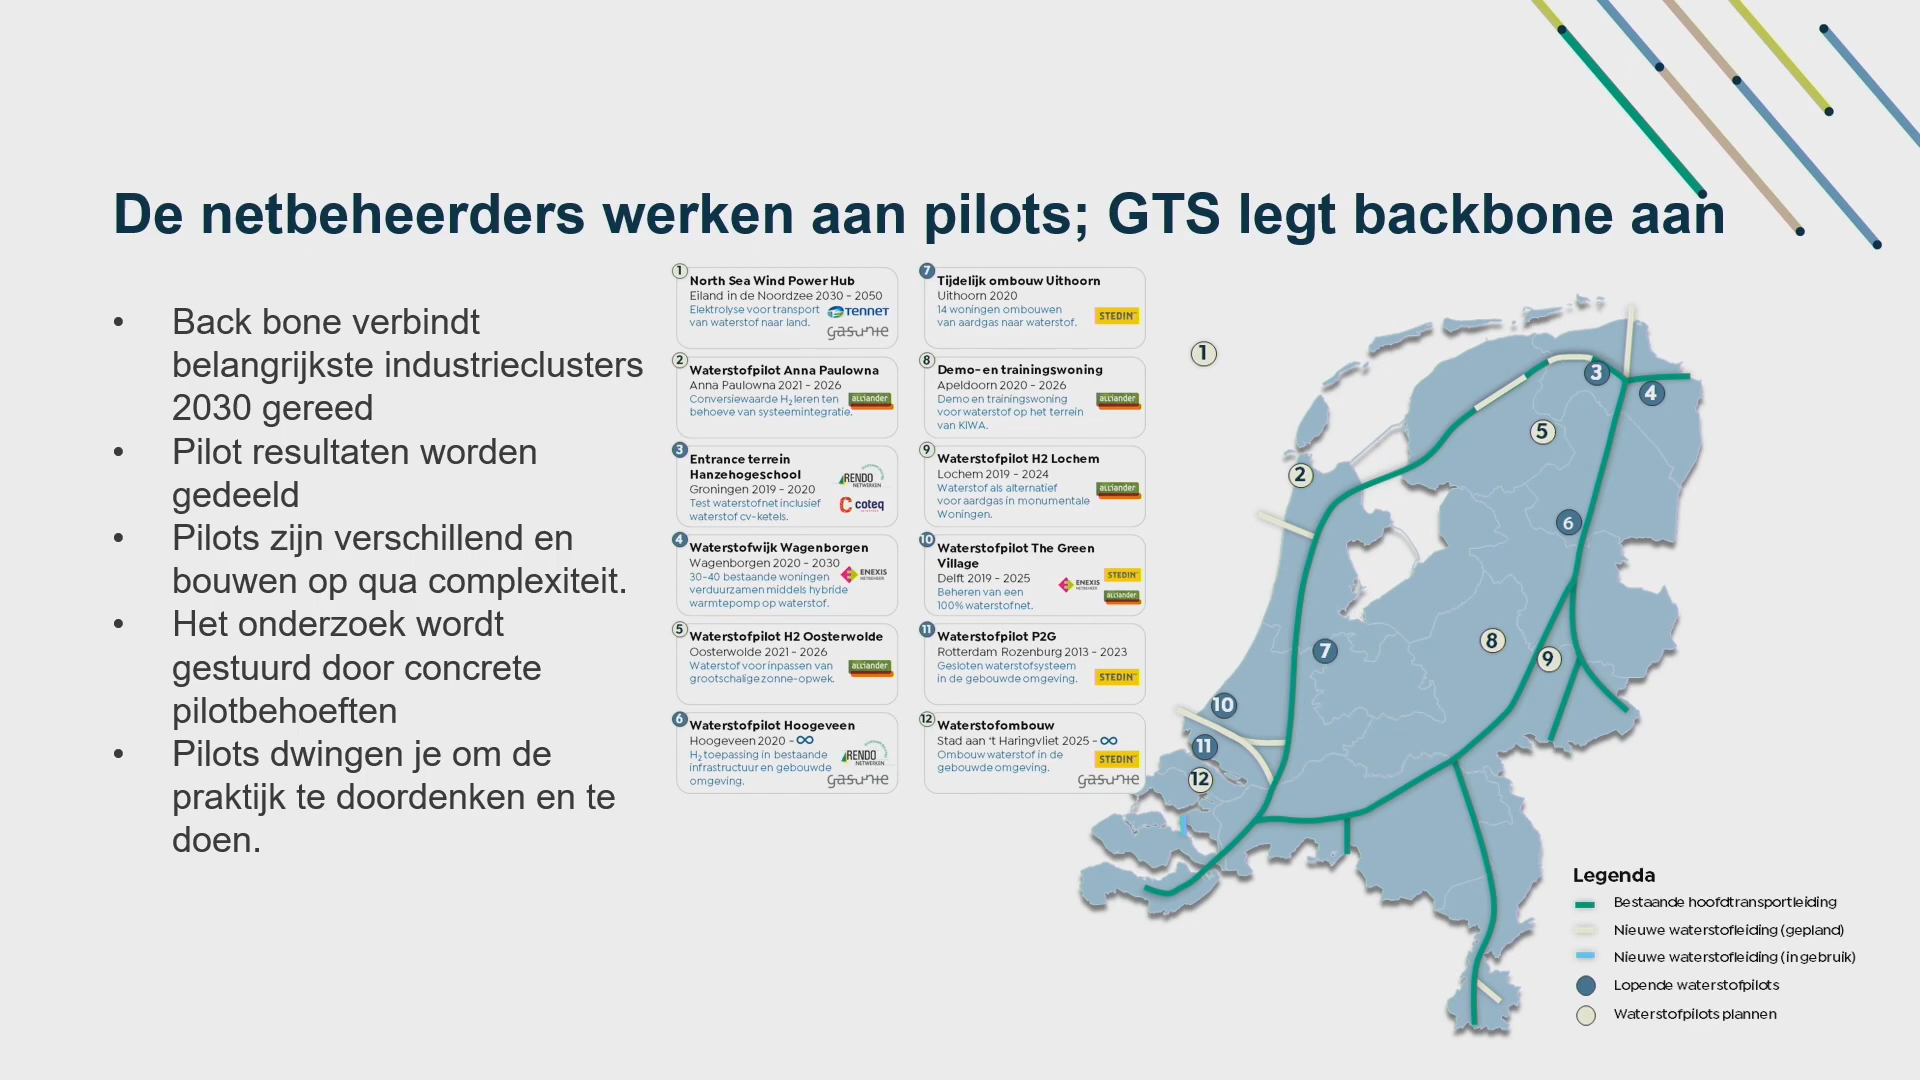 De netbeheerders werken aan pilots; GTS legt backbone aan
• Back bone verbindt
belangrijkste industrieclusters
2030 gereed
• Pilot resultaten worden
gedeeld
• Pilots zijn verschillend en
bouwen op qua complexiteit.
• Het onderzoek wordt
gestuurd door concrete
pilotbehoeften
• Pilots dwingen je om de
praktijk te doordenken en te
doen.
1
North Sea Wind Power Hub
Eiland in de Noordzee 2030 - 2050
Elektrolyse voor transport
van waterstof naar land.
TENNET
gasunie
2
Waterstofpilot Anna Paulowna
Anna Paulowna 2021 - 2026
Conversiewaarde H2 leren ten
behoeve van systeemintegratie.
alliander
3
Entrance terrein
Hanzehogeschool
Groningen 2019 - 2020
Test waterstofnet inclusief
waterstof cv-ketels.
RENDO
NETWERKEN
coteq
4
Waterstofwijk Wagenborgen
Wagenborgen 2020 - 2030
30-40 bestaande woningen
verduurzamen middels hybride
warmtepomp op waterstof.
ENEXIS
NETBEHEER
5
Waterstofpilot H2 Oosterwolde
Oosterwolde 2021 - 2026
Waterstof voor inpassen van
grootschalige zonne-opwek.
alliander
6
Waterstofpilot Hoogeveen
Hoogeveen 2020 - ∞
H2 toepassing in bestaande
infrastructuur en gebouwde
omgeving.
RENDO
NETWERKEN
gasunie
7
Tijdelijk ombouw Uithoorn
Uithoorn 2020
14 woningen ombouwen
van aardgas naar waterstof.
STEDIN
8
Demo- en trainingswoning
Apeldoorn 2020 - 2026
Demo en trainingswoning
voor waterstof op het terrein
van KIWA.
alliander
9
Waterstofpilot H2 Lochem
Lochem 2019 - 2024
Waterstof als alternatief
voor aardgas in monumentale
Woningen.
alliander
10
Waterstofpilot The Green
Village
Delft 2019 - 2025
Beheren van een
100% waterstofnet.
ENEXIS
NETBEHEER
STEDIN
alliander
11
Waterstofpilot P2G
Rotterdam Rozenburg 2013 - 2023
Gesloten waterstofsysteem
in de gebouwde omgeving.
STEDIN
12
Waterstofombouw
Stad aan 't Haringvliet 2025 - ∞
Ombouw waterstof in de
gebouwde omgeving.
STEDIN
gasunie
1
3
4
5
2
6
7
8
9
10
11
12
Legenda
Bestaande hoofdtransportleiding
Nieuwe waterstofleiding (gepland)
Nieuwe waterstofleiding (in gebruik)
Lopende waterstofpilots
Waterstofpilots plannen